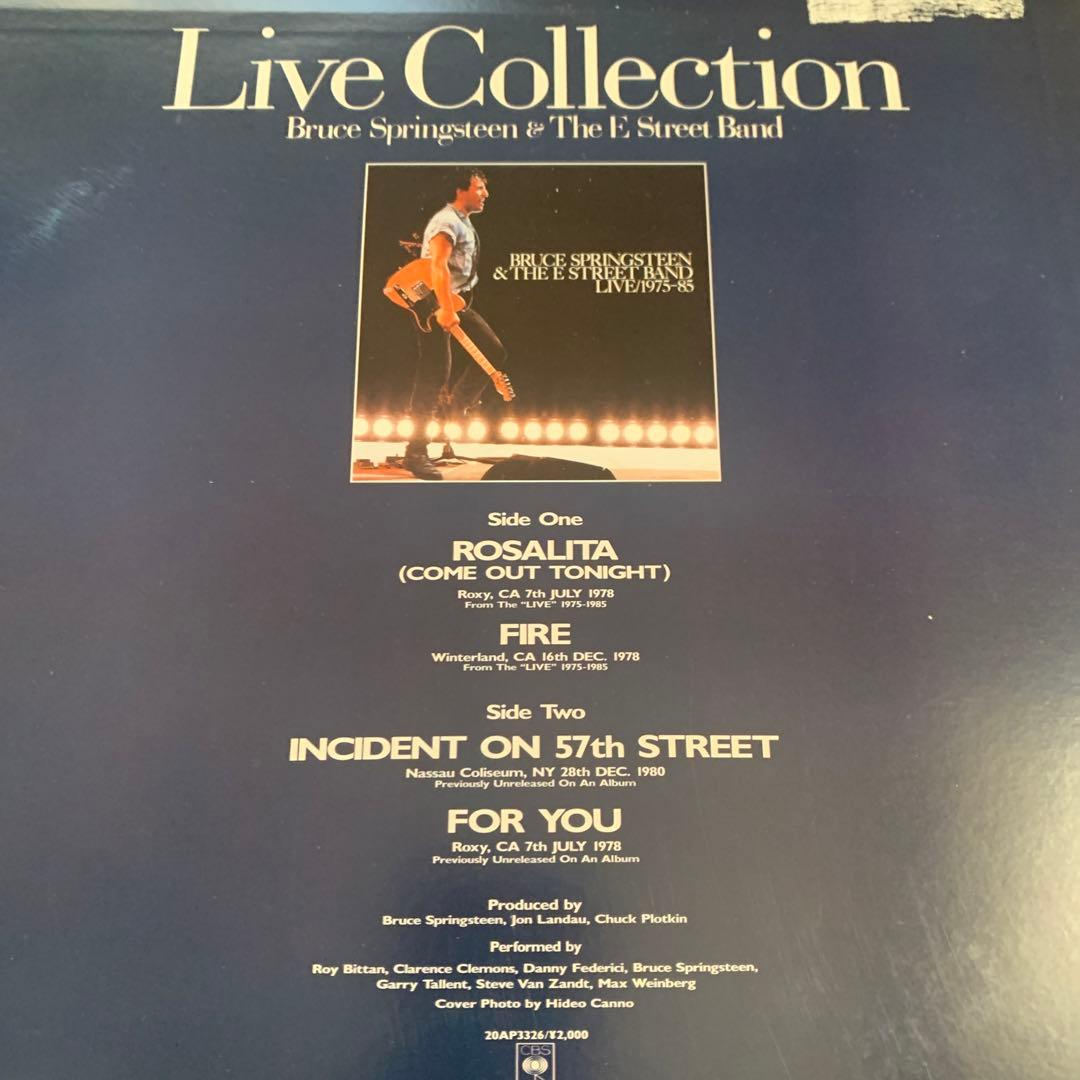 Live Collection
Bruce Springsteen & The E Street Band
BRUCE SPRINGSTEEN
& THE E STREET BAND
LIVE/1975-85
Side One
ROSALITA
(COME OUT TONIGHT)
Roxy, CA 7th JULY 1978
From The "LIVE" 1975-1985
FIRE
Winterland, CA 16th DEC. 1978
From The "LIVE" 1975-1985
Side Two
INCIDENT ON 57th STREET
Nassau Coliseum, NY 28th DEC. 1980
Previously Unreleased On An Album
FOR YOU
Roxy, CA 7th JULY 1978
Previously Unreleased On An Album
Produced by
Bruce Springsteen, Jon Landau, Chuck Plotkin
Performed by
Roy Bittan, Clarence Clemons, Danny Federici, Bruce Springsteen,
Garry Tallent, Steve Van Zandt, Max Weinberg
Cover Photo by Hideo Canno
20AP3326/¥2,000
CBS